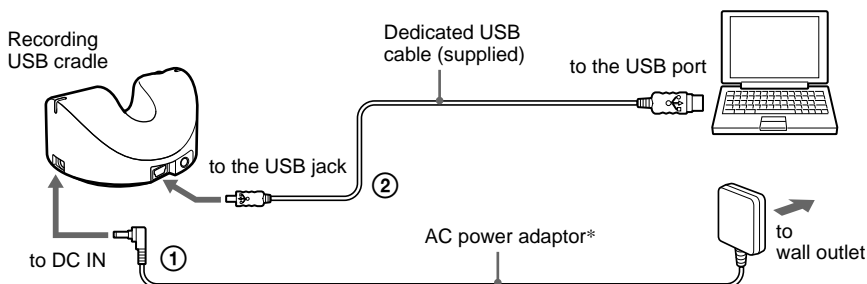 Recording
USB cradle
Dedicated USB
cable (supplied)
to the USB port
to the USB jack
②
to DC IN
①
AC power adaptor*
to
wall outlet